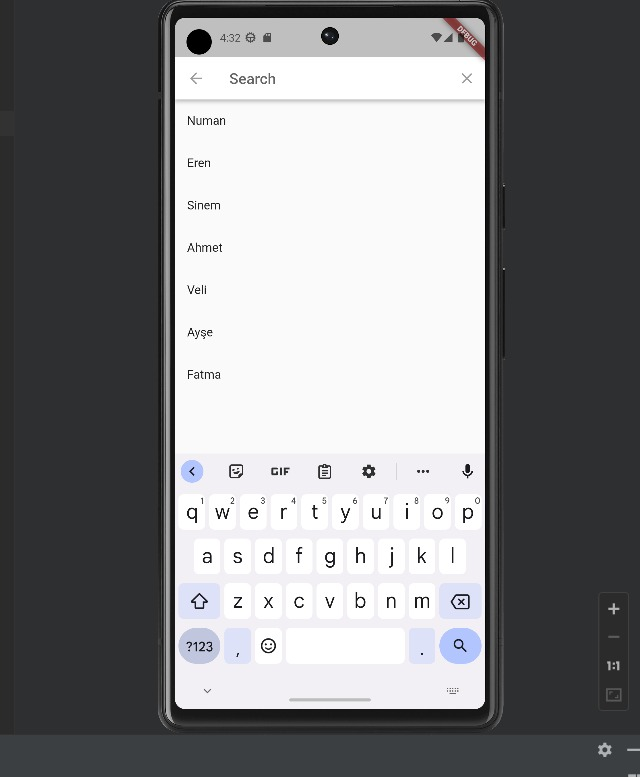 4:32
DEBUG
Search
Numan
Eren
Sinem
Ahmet
Veli
Ayşe
Fatma
GIF
q1 w2 e3 r4 t5 y6 u7 i8 o9 p0
a s d f g h j k l
z x c v b n m
?123 , .
1:1